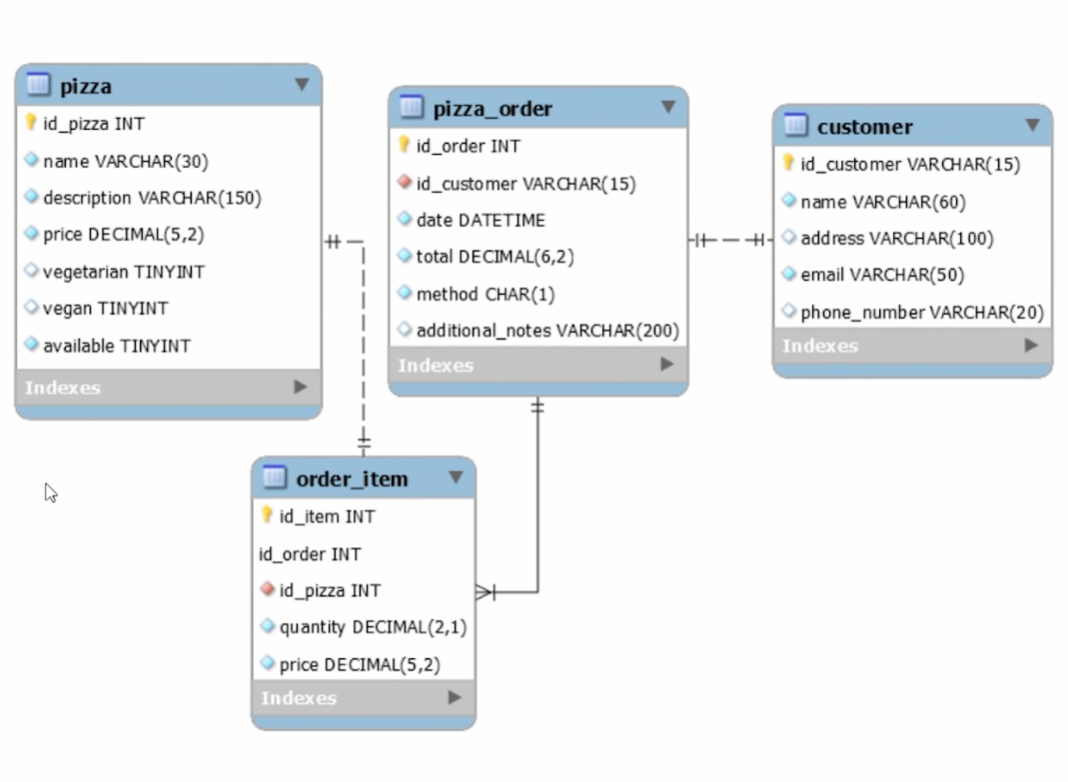 pizza
id_pizza INT
name VARCHAR(30)
description VARCHAR(150)
price DECIMAL(5,2)
vegetarian TINYINT
vegan TINYINT
available TINYINT
Indexes
pizza_order
id_order INT
id_customer VARCHAR(15)
date DATETIME
total DECIMAL(6,2)
method CHAR(1)
additional_notes VARCHAR(200)
Indexes
customer
id_customer VARCHAR(15)
name VARCHAR(60)
address VARCHAR(100)
email VARCHAR(50)
phone_number VARCHAR(20)
Indexes
order_item
id_item INT
id_order INT
id_pizza INT
quantity DECIMAL(2,1)
price DECIMAL(5,2)
Indexes